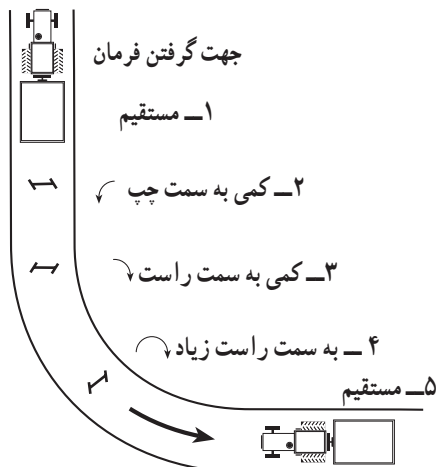 جهت گرفتن فرمان
۱ــ مستقیم
۲ــ کمی به سمت چپ
۳ــ کمی به سمت راست
۴ ــ به سمت راست زیاد
۵ــ مستقیم